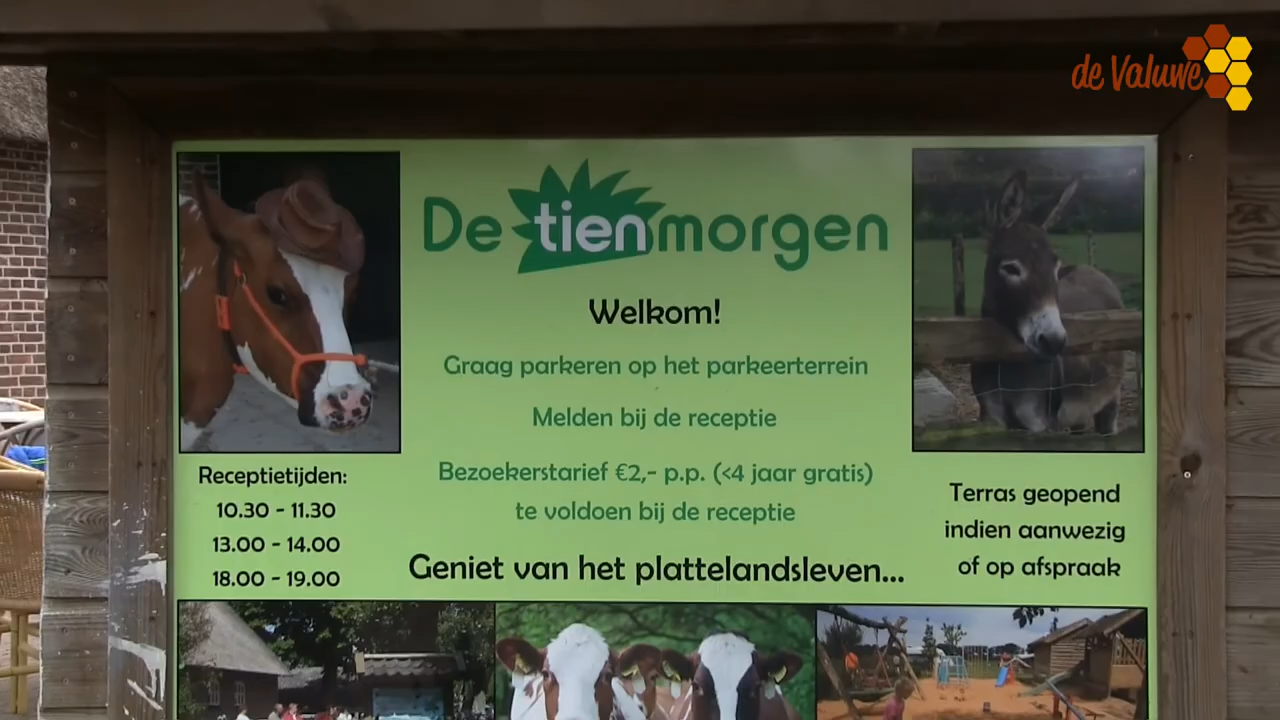 de Valuwe
De tienmorgen
Welkom!
Graag parkeren op het parkeerterrein
Melden bij de receptie
Bezoekerstarief €2,- p.p. (<4 jaar gratis)
te voldoen bij de receptie
Geniet van het plattelandsleven...
Receptietijden:
10.30 - 11.30
13.00 - 14.00
18.00 - 19.00
Terras geopend
indien aanwezig
of op afspraak